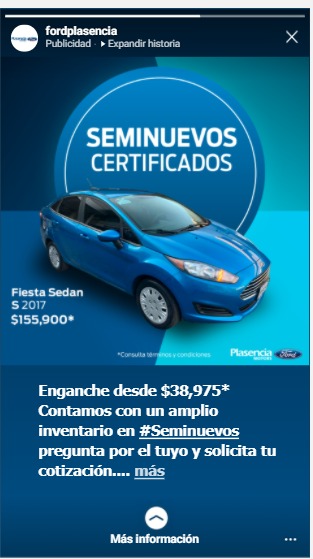 fordplasencia
Publicidad · Expandir historia
SEMINUEVOS
CERTIFICADOS
Fiesta Sedan
S 2017
$155,900*
*Consulta términos y condiciones
Plasencia
Ford
Enganche desde $38,975*
Contamos con un amplio
inventario en #Seminuevos
pregunta por el tuyo y solicita tu
cotización.... más
Más información
...